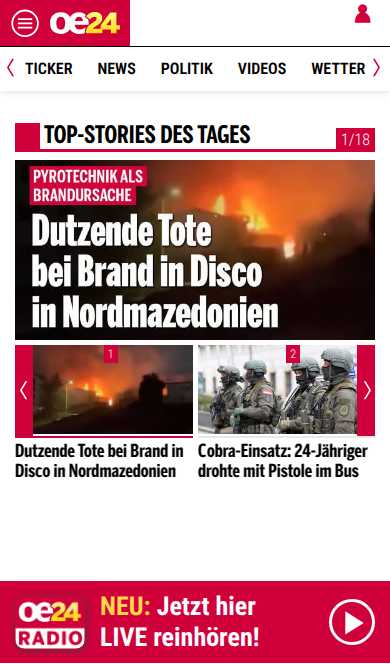 oe24
TICKER NEWS POLITIK VIDEOS WETTER
TOP-STORIES DES TAGES
1/18
PYROTECHNIK ALS
BRANDURSACHE
Dutzende Tote
bei Brand in Disco
in Nordmazedonien
1
2
Dutzende Tote bei Brand in
Disco in Nordmazedonien
Cobra-Einsatz: 24-Jähriger
drohte mit Pistole im Bus
oe24
RADIO
NEU: Jetzt hier
LIVE reinhören!